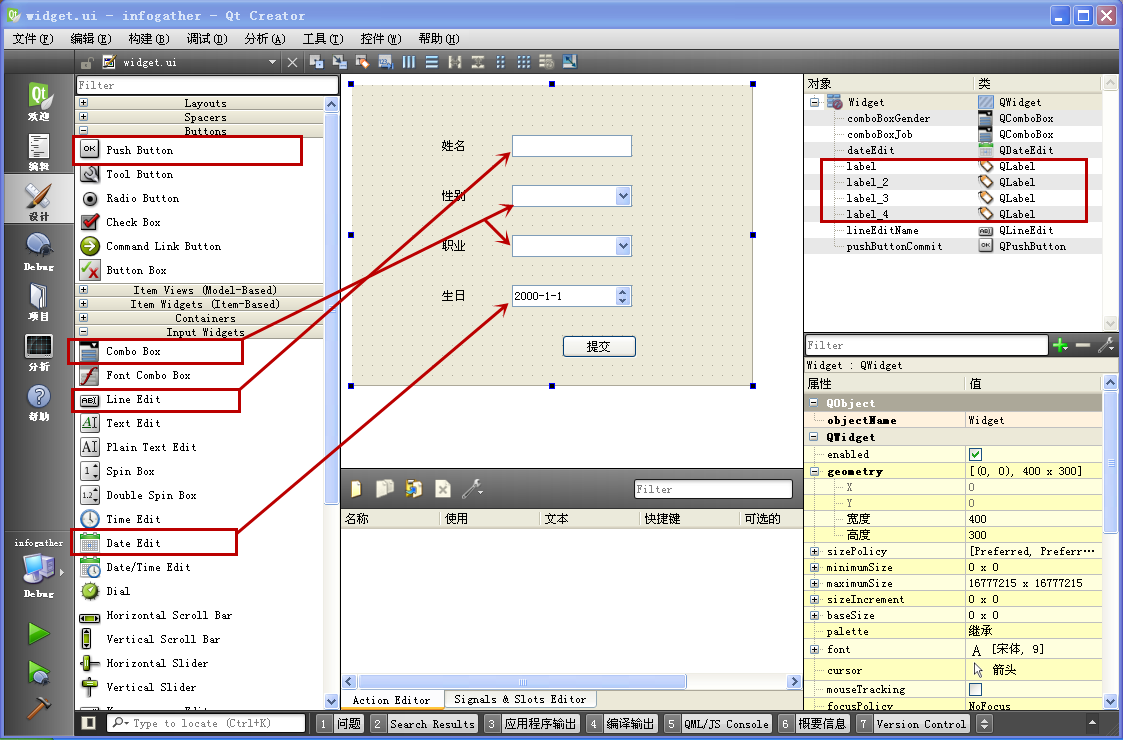 widget.ui - infogather - Qt Creator
文件(F) 编辑(E) 构建(B) 调试(D) 分析(A) 工具(T) 控件(W) 帮助(H)
widget.ui
Qt
欢迎
编辑
设计
Debug
项目
分析
帮助
infogather
Debug
Filter
Layouts
Spacers
Buttons
OK Push Button
Tool Button
Radio Button
Check Box
Command Link Button
Button Box
Item Views (Model-Based)
Item Widgets (Item-Based)
Containers
Input Widgets
Combo Box
Font Combo Box
ABI Line Edit
AI Text Edit
AI Plain Text Edit
1 Spin Box
1.2 Double Spin Box
Time Edit
Date Edit
Date/Time Edit
Dial
Horizontal Scroll Bar
Vertical Scroll Bar
Horizontal Slider
Vertical Slider
姓名
性别
职业
生日 2000-1-1
提交
Filter
名称 使用 文本 快捷键 可选的
Action Editor Signals & Slots Editor
对象 类
Widget QWidget
comboBoxGender QComboBox
comboBoxJob QComboBox
dateEdit QDateEdit
label QLabel
label_2 QLabel
label_3 QLabel
label_4 QLabel
lineEditName ABI QLineEdit
pushButtonCommit OK QPushButton
Filter
Widget : QWidget
属性 值
QObject
objectName Widget
QWidget
enabled
geometry [(0, 0), 400 x 300]
X 0
Y 0
宽度 400
高度 300
sizePolicy [Preferred, Preferr...
minimumSize 0 x 0
maximumSize 16777215 x 16777215
sizeIncrement 0 x 0
baseSize 0 x 0
palette 继承
font A [宋体, 9]
cursor 箭头
mouseTracking
focusPolicy NoFocus
Type to locate (Ctrl+K) 1 问题 2 Search Results 3 应用程序输出 4 编译输出 5 QML/JS Console 6 概要信息 7 Version Control